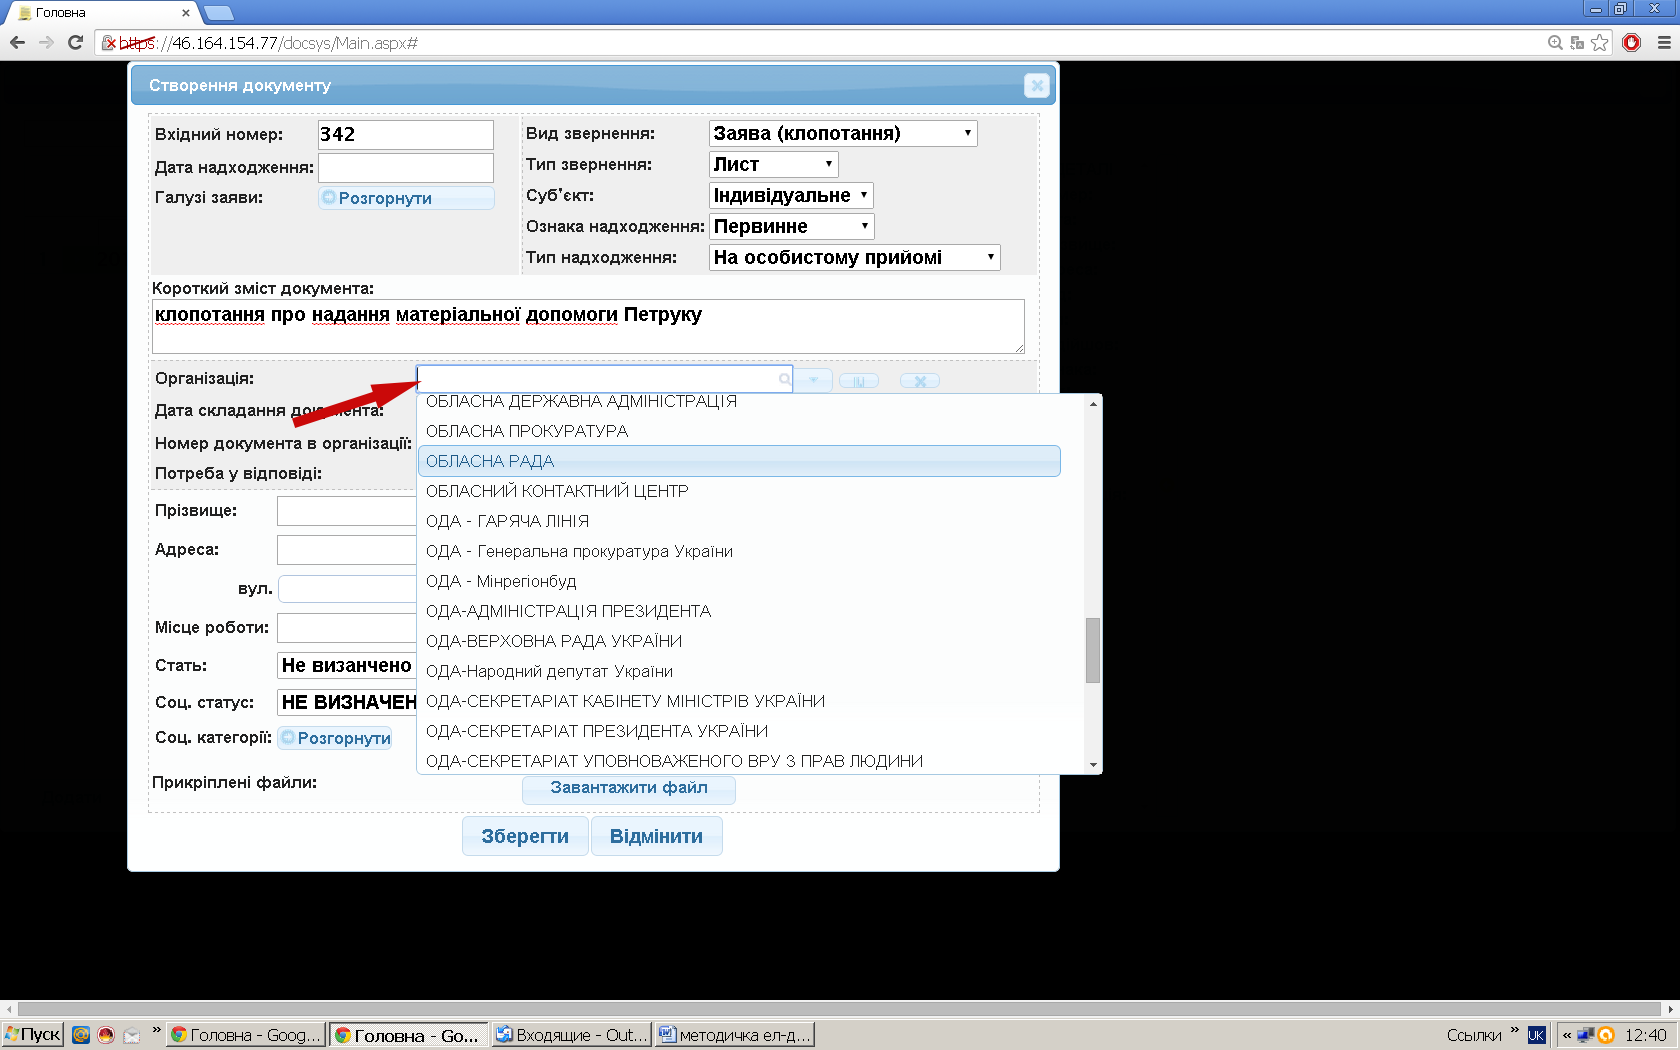 Головна
https://46.164.154.77/docsys/Main.aspx#
Створення документу
Вхідний номер: 342
Дата надходження:
Галузі заяви: Розгорнути
Вид звернення: Заява (клопотання)
Тип звернення: Лист
Суб'єкт: Індивідуальне
Ознака надходження: Первинне
Тип надходження: На особистому прийомі
Короткий зміст документа:
клопотання про надання матеріальної допомоги Петруку
Організація:
Дата складання документа:
Номер документа в організації:
Потреба у відповіді:
ОБЛАСНА ДЕРЖАВНА АДМІНІСТРАЦІЯ
ОБЛАСНА ПРОКУРАТУРА
ОБЛАСНА РАДА
ОБЛАСНИЙ КОНТАКТНИЙ ЦЕНТР
ОДА - ГАРЯЧА ЛІНІЯ
ОДА - Генеральна прокуратура України
ОДА - Мінрегіонбуд
ОДА-АДМІНІСТРАЦІЯ ПРЕЗИДЕНТА
ОДА-ВЕРХОВНА РАДА УКРАЇНИ
ОДА-Народний депутат України
ОДА-СЕКРЕТАРІАТ КАБІНЕТУ МІНІСТРІВ УКРАЇНИ
ОДА-СЕКРЕТАРІАТ ПРЕЗИДЕНТА УКРАЇНИ
ОДА-СЕКРЕТАРІАТ УПОВНОВАЖЕНОГО ВРУ З ПРАВ ЛЮДИНИ
Прізвище:
Адреса:
вул.
Місце роботи:
Стать: Не визанчено
Соц. статус: НЕ ВИЗНАЧЕН
Соц. категорії: Розгорнути
Прикріплені файли: Завантажити файл
Зберегти Відмінити
Пуск » Головна - Goog... Головна - Go... Входящие - Out... методичка ел-д... Ссылки » UK « 12:40